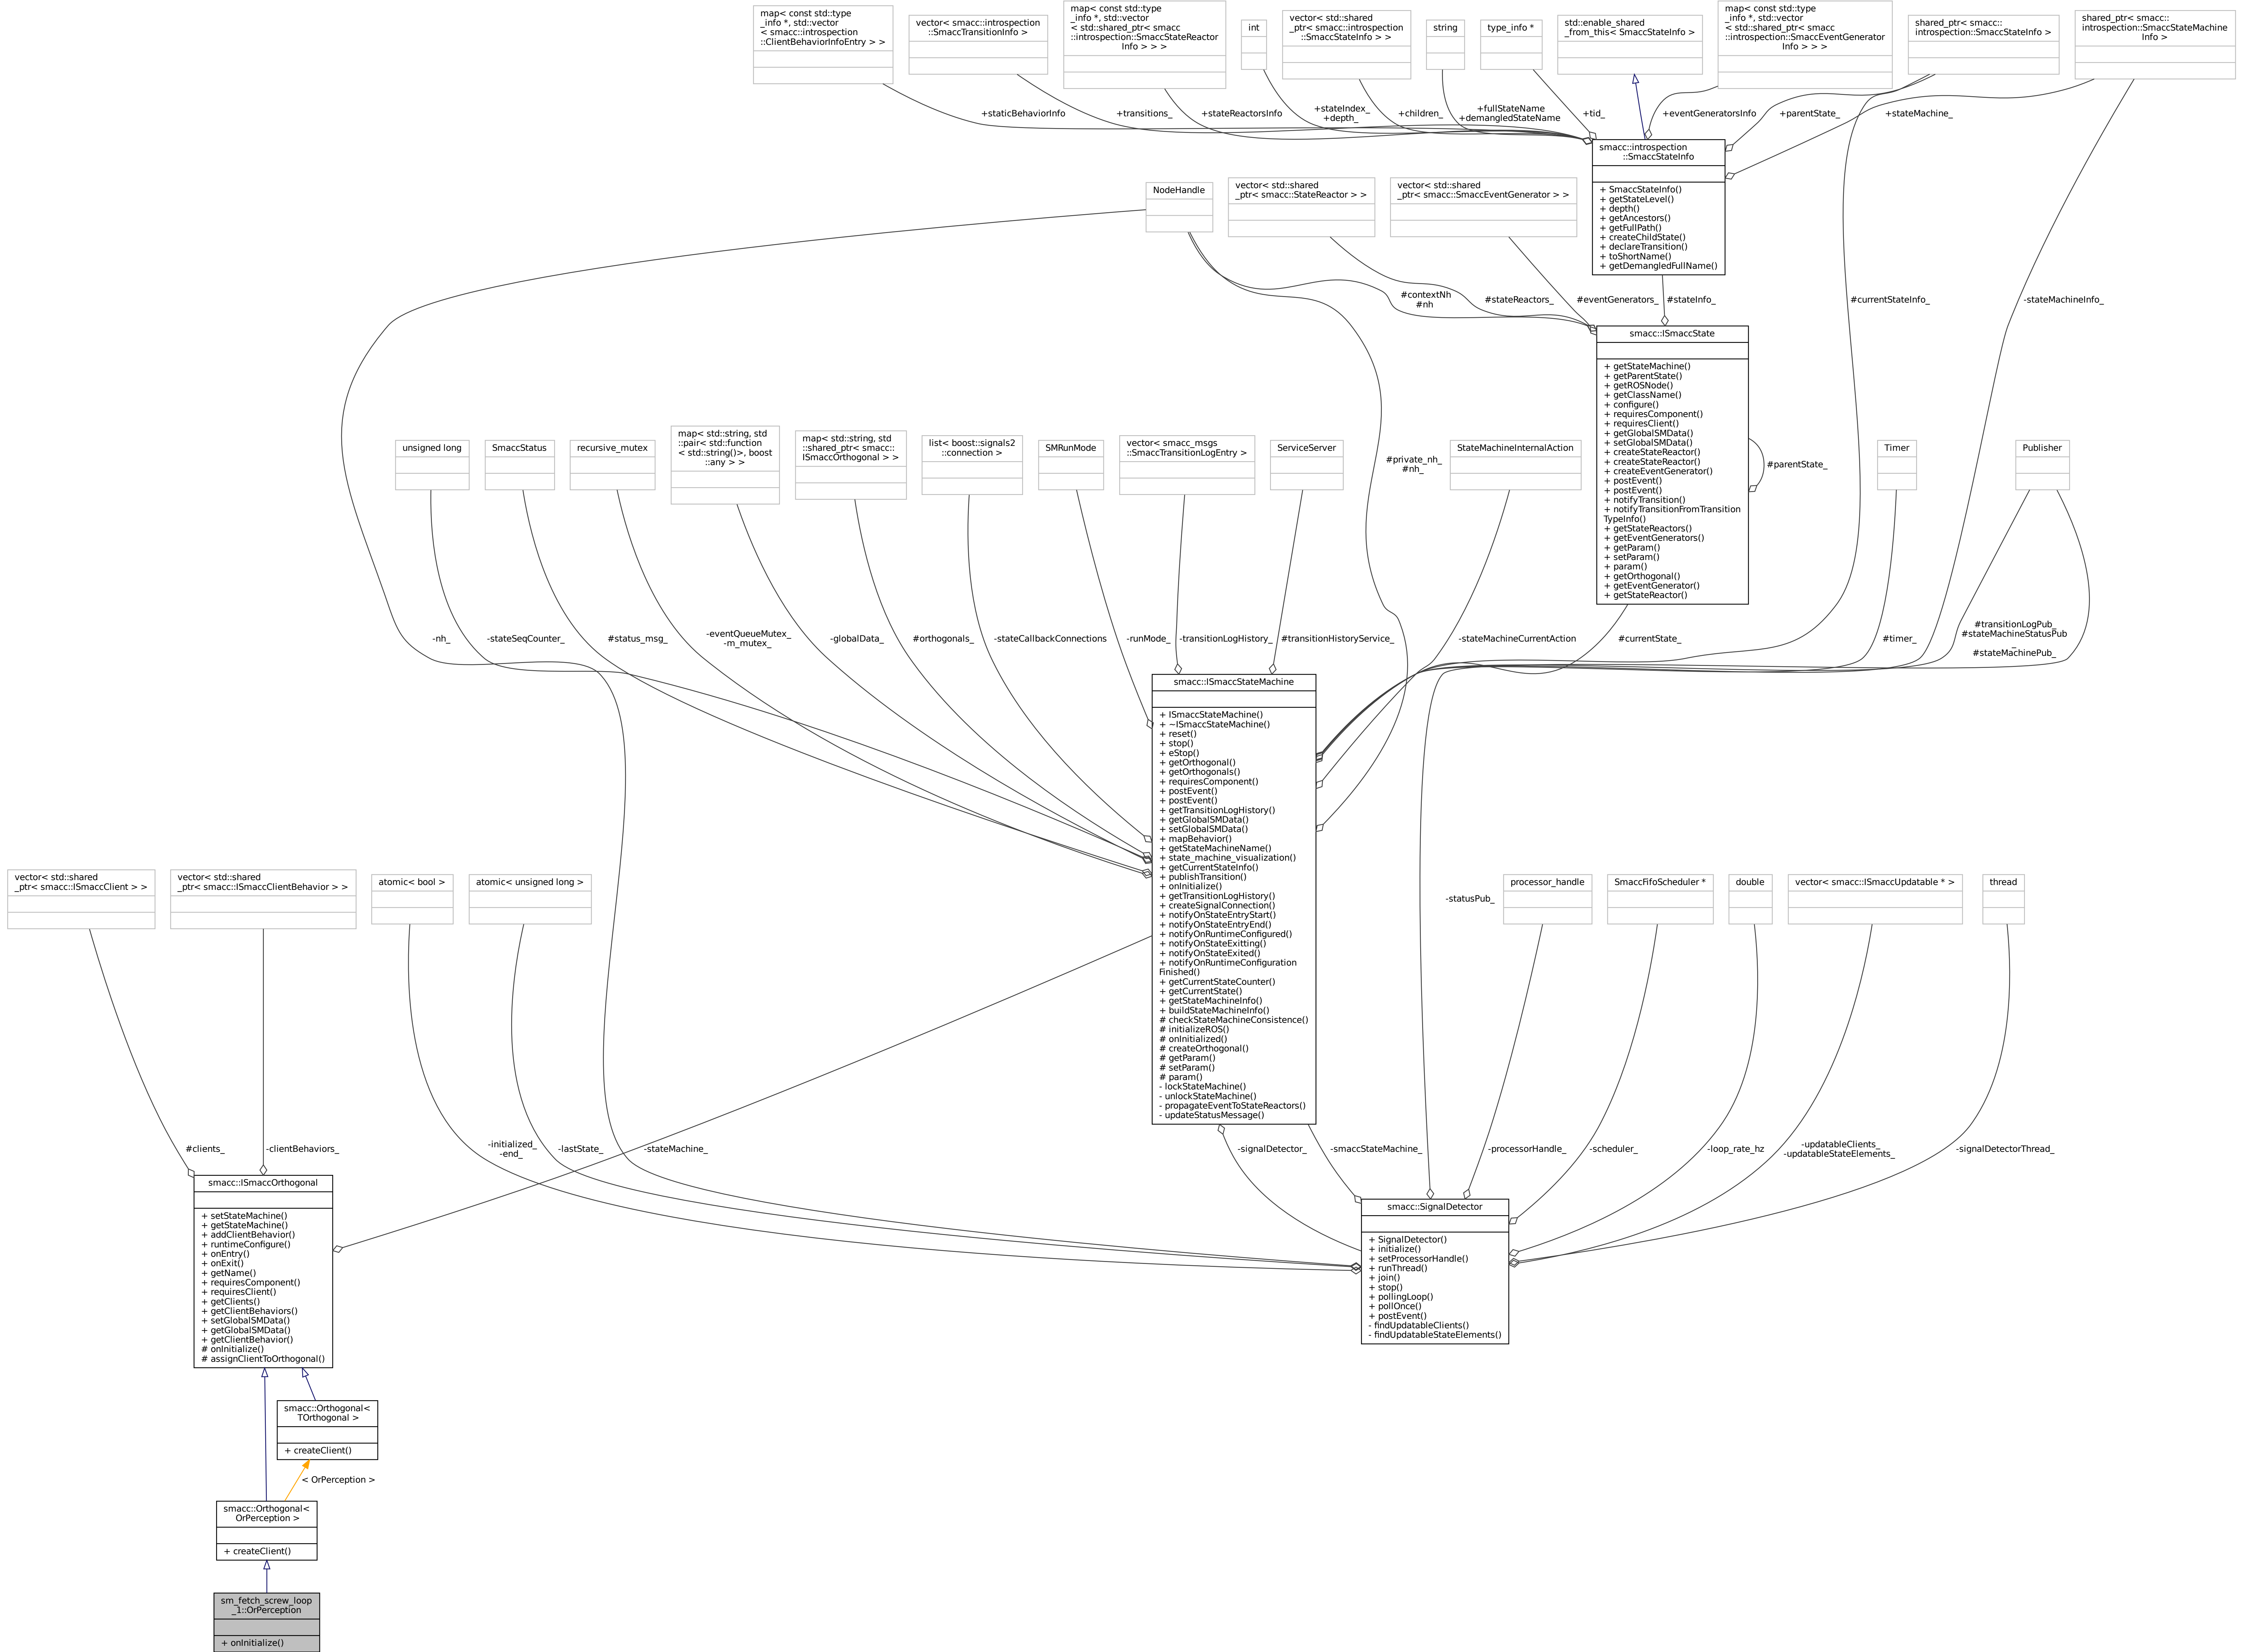 map< const std::type
_info *, std::vector
< smacc::introspection
::ClientBehaviorInfoEntry > >
vector< smacc::introspection
::SmaccTransitionInfo >
map< const std::type
_info *, std::vector
< std::shared_ptr< smacc
::introspection::SmaccStateReactor
Info > > >
int
vector< std::shared
_ptr< smacc::introspection
::SmaccStateInfo > >
string
type_info *
std::enable_shared
_from_this< SmaccStateInfo >
map< const std::type
_info *, std::vector
< std::shared_ptr< smacc
::introspection::SmaccEventGenerator
Info > > >
shared_ptr< smacc::
introspection::SmaccStateInfo >
shared_ptr< smacc::
introspection::SmaccStateMachine
Info >
+staticBehaviorInfo
+transitions_
+stateReactorsInfo
+stateIndex_
+depth_
+children_
+fullStateName
+demangledStateName
+tid_
+eventGeneratorsInfo
+parentState_
+stateMachine_
smacc::introspection
::SmaccStateInfo
+ SmaccStateInfo()
+ getStateLevel()
+ depth()
+ getAncestors()
+ getFullPath()
+ createChildState()
+ declareTransition()
+ toShortName()
+ getDemangledFullName()
NodeHandle
vector< std::shared
_ptr< smacc::StateReactor > >
vector< std::shared
_ptr< smacc::SmaccEventGenerator > >
#contextNh
#nh
#stateReactors_
#eventGenerators_
#stateInfo_
#currentStateInfo_
-stateMachineInfo_
smacc::ISmaccState
+ getStateMachine()
+ getParentState()
+ getROSNode()
+ getClassName()
+ configure()
+ requiresComponent()
+ requiresClient()
+ getGlobalSMData()
+ setGlobalSMData()
+ createStateReactor()
+ createStateReactor()
+ createEventGenerator()
+ postEvent()
+ postEvent()
+ notifyTransition()
+ notifyTransitionFromTransition
TypeInfo()
+ getStateReactors()
+ getEventGenerators()
+ getParam()
+ setParam()
+ param()
+ getOrthogonal()
+ getEventGenerator()
+ getStateReactor()
#parentState_
unsigned long
SmaccStatus
recursive_mutex
map< std::string, std
::pair< std::function
< std::string()>, boost
::any > >
map< std::string, std
::shared_ptr< smacc::
ISmaccOrthogonal > >
list< boost::signals2
::connection >
SMRunMode
vector< smacc_msgs
::SmaccTransitionLogEntry >
ServiceServer
#private_nh_
#nh_
StateMachineInternalAction
Timer
Publisher
-nh_
-stateSeqCounter_
#status_msg_
-eventQueueMutex_
-m_mutex_
-globalData_
#orthogonals_
-stateCallbackConnections
-runMode_
-transitionLogHistory_
#transitionHistoryService_
-stateMachineCurrentAction
#currentState_
#timer_
#transitionLogPub_
#stateMachineStatusPub
_
#stateMachinePub_
smacc::ISmaccStateMachine
+ ISmaccStateMachine()
+ ~ISmaccStateMachine()
+ reset()
+ stop()
+ eStop()
+ getOrthogonal()
+ getOrthogonals()
+ requiresComponent()
+ postEvent()
+ postEvent()
+ getTransitionLogHistory()
+ getGlobalSMData()
+ setGlobalSMData()
+ mapBehavior()
+ getStateMachineName()
+ state_machine_visualization()
+ getCurrentStateInfo()
+ publishTransition()
+ onInitialize()
+ getTransitionLogHistory()
+ createSignalConnection()
+ notifyOnStateEntryStart()
+ notifyOnStateEntryEnd()
+ notifyOnRuntimeConfigured()
+ notifyOnStateExitting()
+ notifyOnStateExited()
+ notifyOnRuntimeConfiguration
Finished()
+ getCurrentStateCounter()
+ getCurrentState()
+ getStateMachineInfo()
+ buildStateMachineInfo()
# checkStateMachineConsistence()
# initializeROS()
# onInitialized()
# createOrthogonal()
# getParam()
# setParam()
# param()
- lockStateMachine()
- unlockStateMachine()
- propagateEventToStateReactors()
- updateStatusMessage()
vector< std::shared
_ptr< smacc::ISmaccClient > >
vector< std::shared
_ptr< smacc::ISmaccClientBehavior > >
atomic< bool >
atomic< unsigned long >
-statusPub_
processor_handle
SmaccFifoScheduler *
double
vector< smacc::ISmaccUpdatable * >
thread
#clients_
-clientBehaviors_
-initialized_
-end_
-lastState_
-stateMachine_
-signalDetector_
-smaccStateMachine_
-processorHandle_
-scheduler_
-loop_rate_hz
-updatableClients_
-updatableStateElements_
-signalDetectorThread_
smacc::ISmaccOrthogonal
+ setStateMachine()
+ getStateMachine()
+ addClientBehavior()
+ runtimeConfigure()
+ onEntry()
+ onExit()
+ getName()
+ requiresComponent()
+ requiresClient()
+ getClients()
+ getClientBehaviors()
+ setGlobalSMData()
+ getGlobalSMData()
+ getClientBehavior()
# onInitialize()
# assignClientToOrthogonal()
smacc::SignalDetector
+ SignalDetector()
+ initialize()
+ setProcessorHandle()
+ runThread()
+ join()
+ stop()
+ pollingLoop()
+ pollOnce()
+ postEvent()
- findUpdatableClients()
- findUpdatableStateElements()
smacc::Orthogonal<
TOrthogonal >
+ createClient()
< OrPerception >
smacc::Orthogonal<
OrPerception >
+ createClient()
sm_fetch_screw_loop
_1::OrPerception
+ onInitialize()